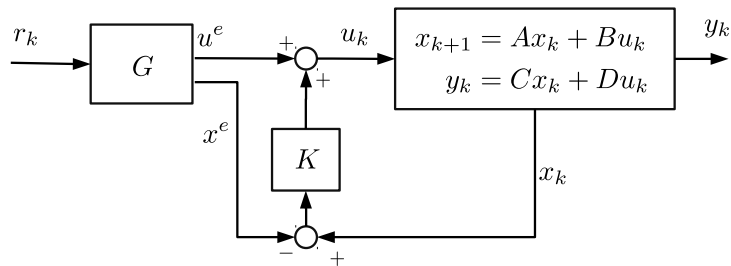 r_k
G
u^e
x^e
+
+
u_k
x_{k+1} = Ax_k + Bu_k
y_k = Cx_k + Du_k
y_k
K
x_k
−
+